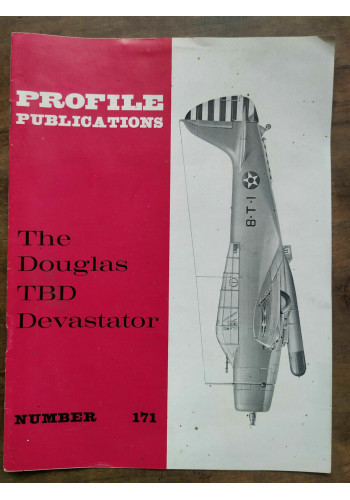 PROFILE
PUBLICATIONS
The
Douglas
TBD
Devastator
NUMBER 171
8-T-1